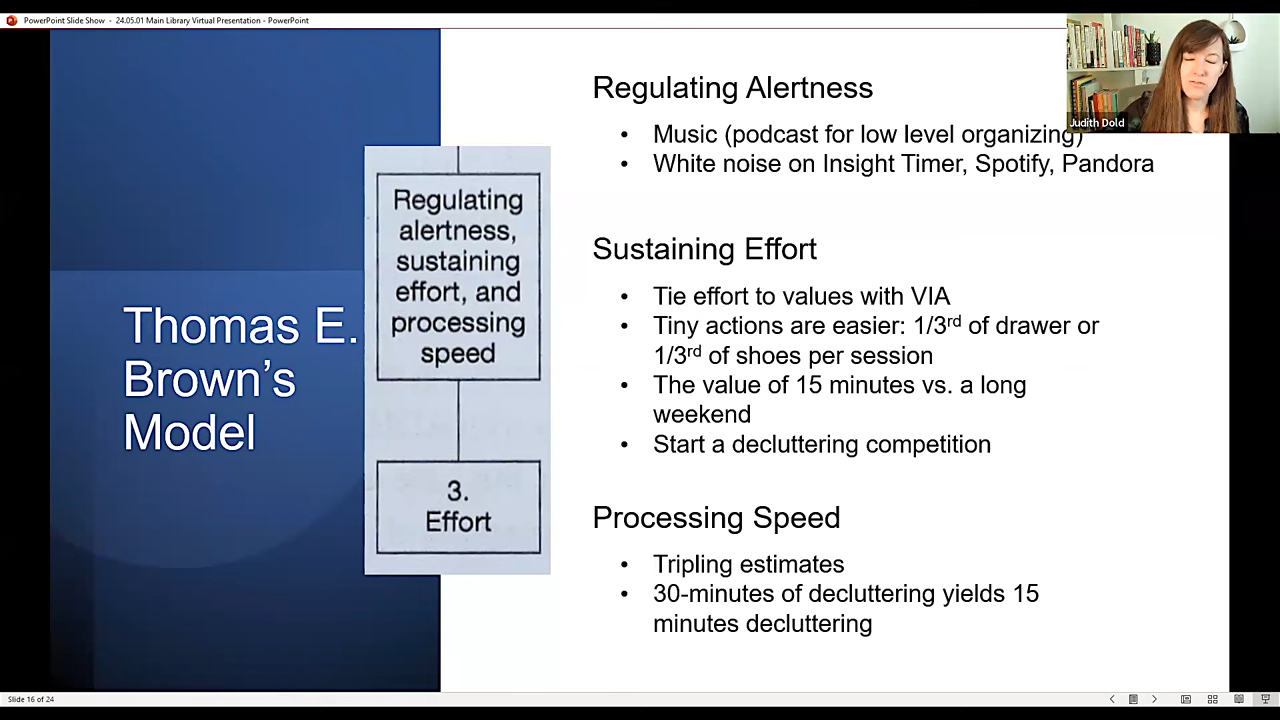 PowerPoint Slide Show - 24.05.01 Main Library Virtual Presentation - PowerPoint
Judith Dold
Thomas E.
Brown’s
Model
Regulating
alertness,
sustaining
effort, and
processing
speed
3.
Effort
Regulating Alertness
• Music (podcast for low level organizing)
• White noise on Insight Timer, Spotify, Pandora
Sustaining Effort
• Tie effort to values with VIA
• Tiny actions are easier: 1/3rd of drawer or
1/3rd of shoes per session
• The value of 15 minutes vs. a long
weekend
• Start a decluttering competition
Processing Speed
• Tripling estimates
• 30-minutes of decluttering yields 15
minutes decluttering
Slide 16 of 24